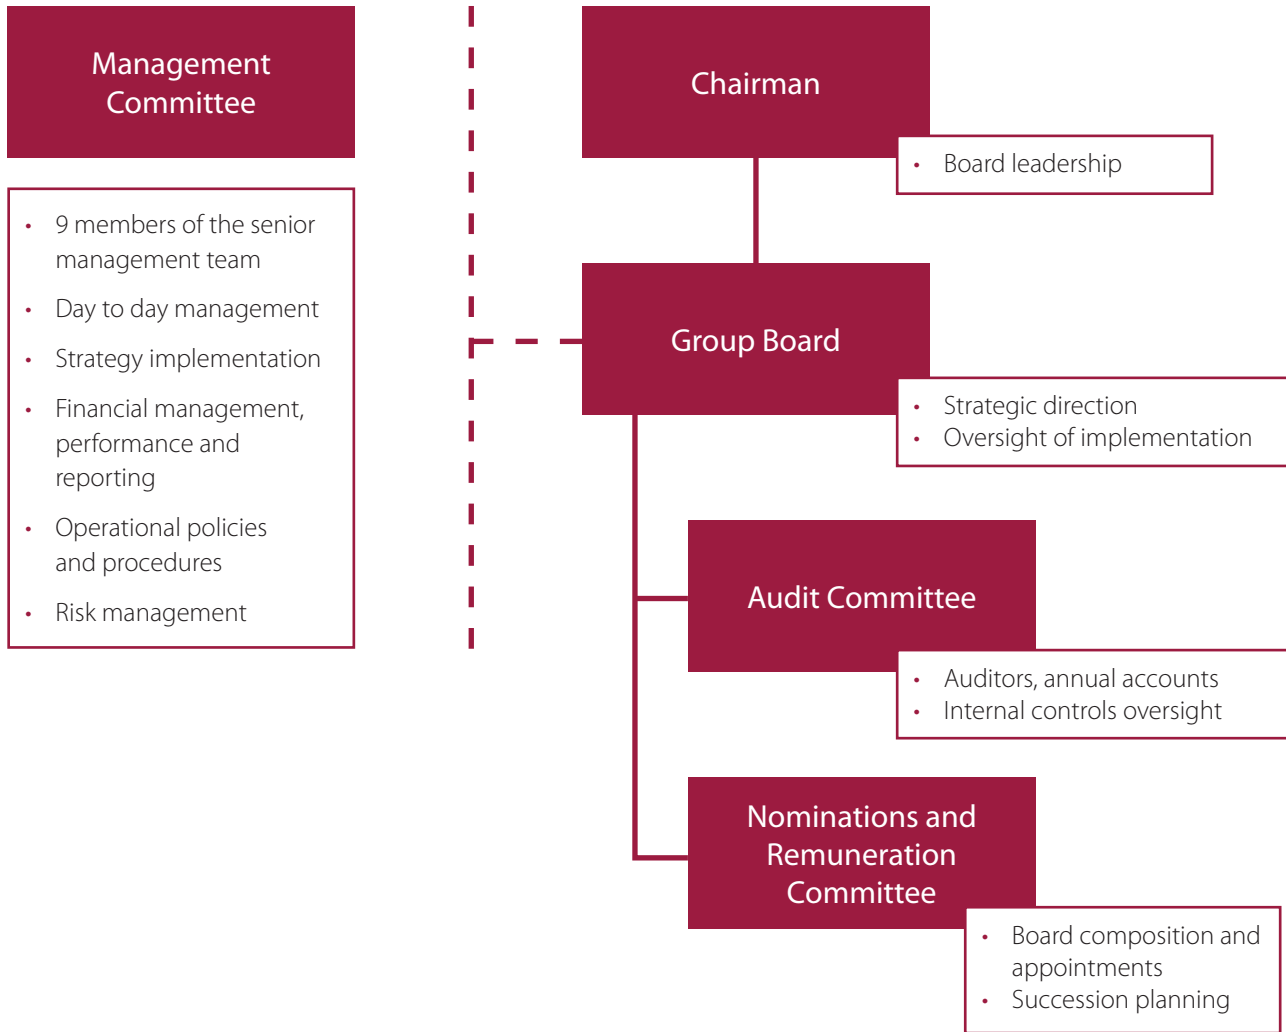 Management
Committee
• 9 members of the senior
management team
• Day to day management
• Strategy implementation
• Financial management,
performance and
reporting
• Operational policies
and procedures
• Risk management
Chairman
• Board leadership
Group Board
• Strategic direction
• Oversight of implementation
Audit Committee
• Auditors, annual accounts
• Internal controls oversight
Nominations and
Remuneration
Committee
• Board composition and
appointments
• Succession planning